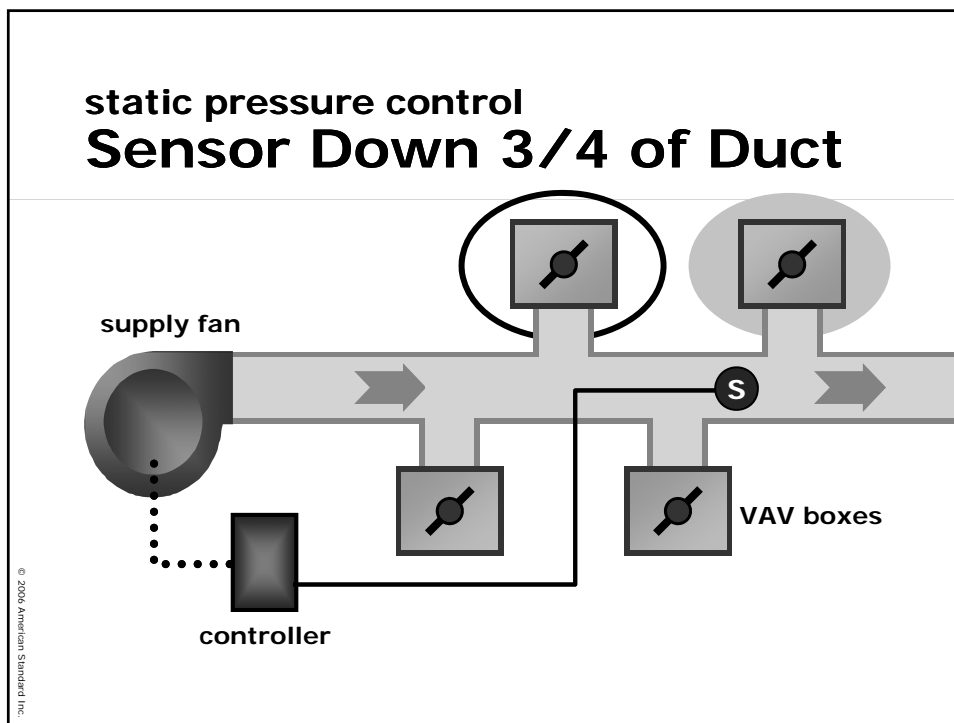 static pressure control
Sensor Down 3/4 of Duct
supply fan
S
VAV boxes
controller
© 2006 American Standard Inc.